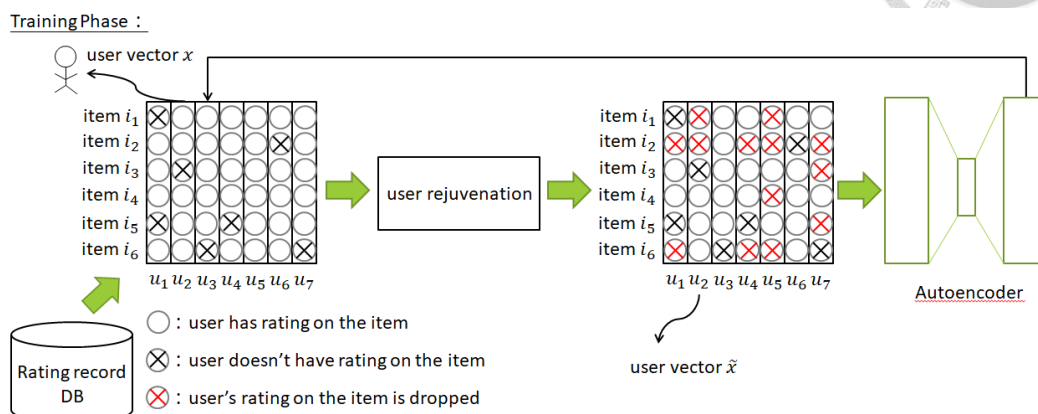 Training Phase：
user vector x
item i₁
item i₂
item i₃
item i₄
item i₅
item i₆
u₁ u₂ u₃ u₄ u₅ u₆ u₇
user rejuvenation
item i₁
item i₂
item i₃
item i₄
item i₅
item i₆
u₁ u₂ u₃ u₄ u₅ u₆ u₇
Autoencoder
user vector x̃
Rating record
DB
: user has rating on the item
: user doesn't have rating on the item
: user's rating on the item is dropped